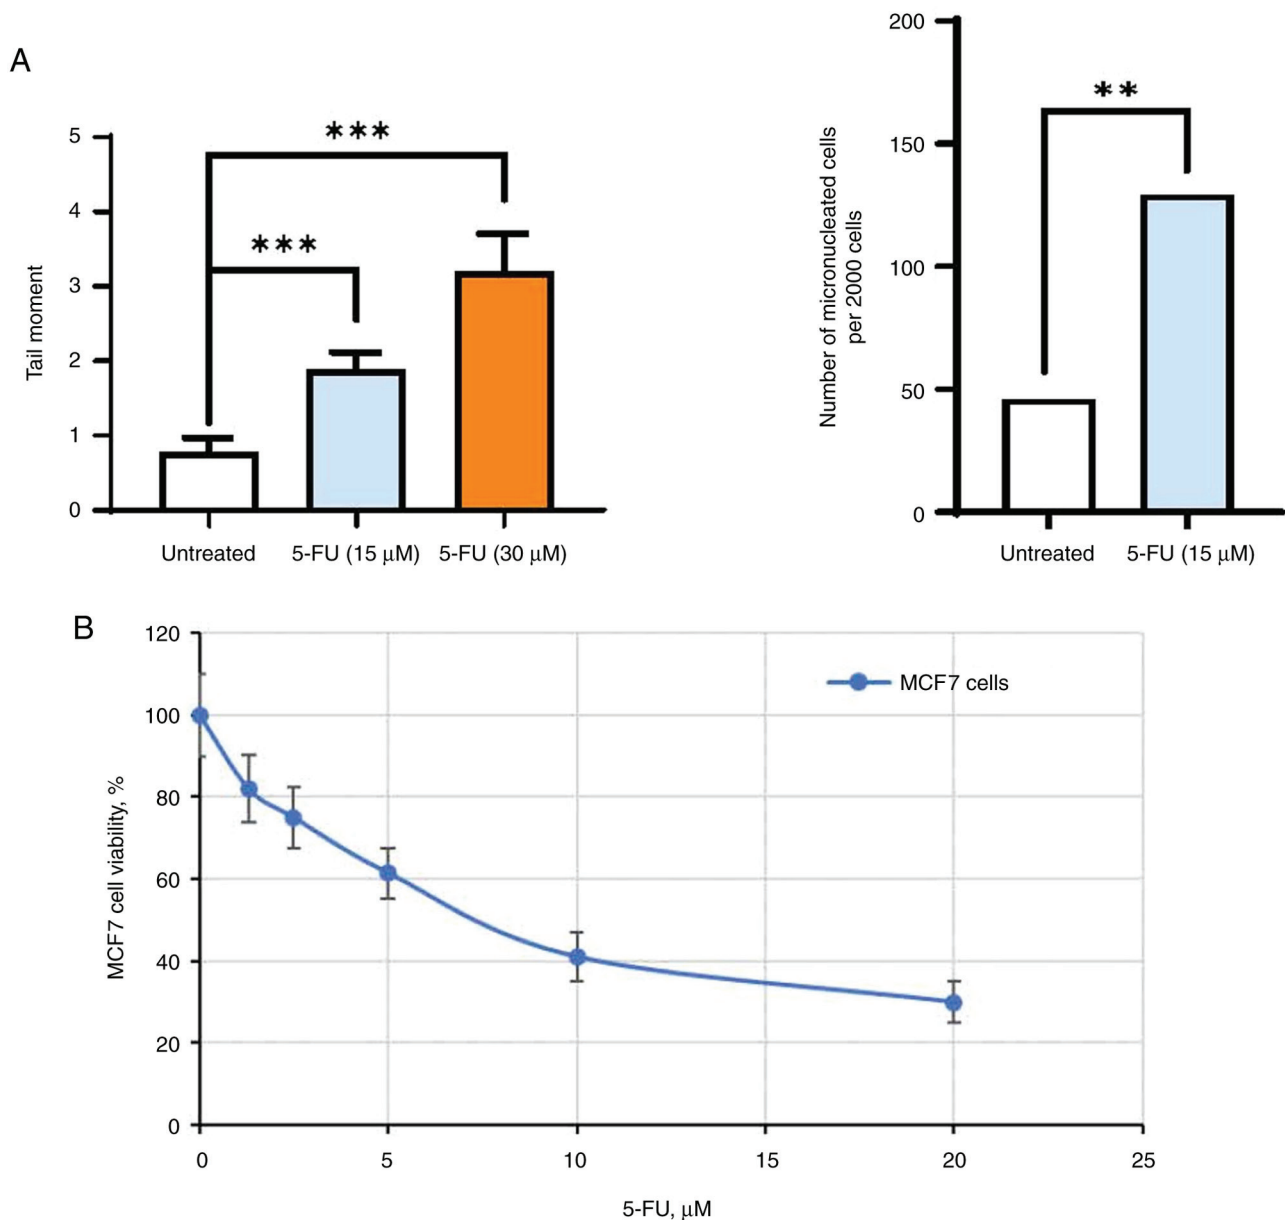 A
5
4
3
2
1
0
Tail moment
***
***
Untreated
5-FU (15 μM)
5-FU (30 μM)
200
150
100
50
0
Number of micronucleated cells
per 2000 cells
**
Untreated
5-FU (15 μM)
B
120
100
80
60
40
20
0
MCF7 cell viability, %
MCF7 cells
0
5
10
15
20
25
5-FU, μM